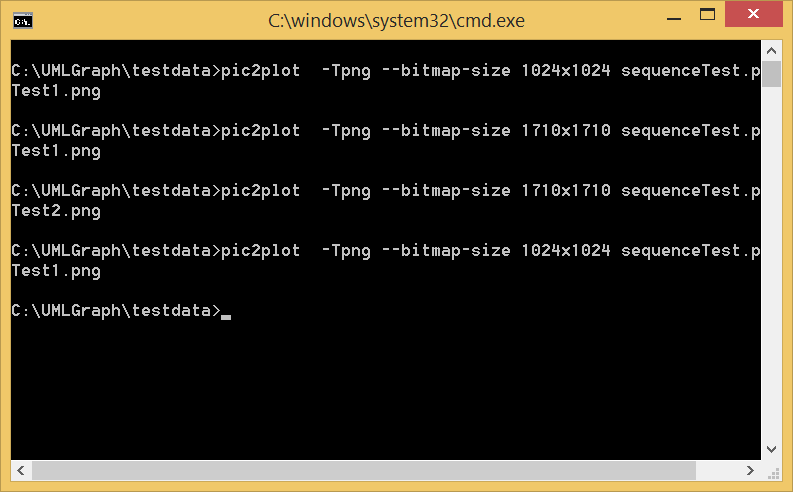 C:\windows\system32\cmd.exe
C:\UMLGraph\testdata>pic2plot  -Tpng --bitmap-size 1024x1024 sequenceTest.p
Test1.png
C:\UMLGraph\testdata>pic2plot  -Tpng --bitmap-size 1710x1710 sequenceTest.p
Test1.png
C:\UMLGraph\testdata>pic2plot  -Tpng --bitmap-size 1710x1710 sequenceTest.p
Test2.png
C:\UMLGraph\testdata>pic2plot  -Tpng --bitmap-size 1024x1024 sequenceTest.p
Test1.png
C:\UMLGraph\testdata>